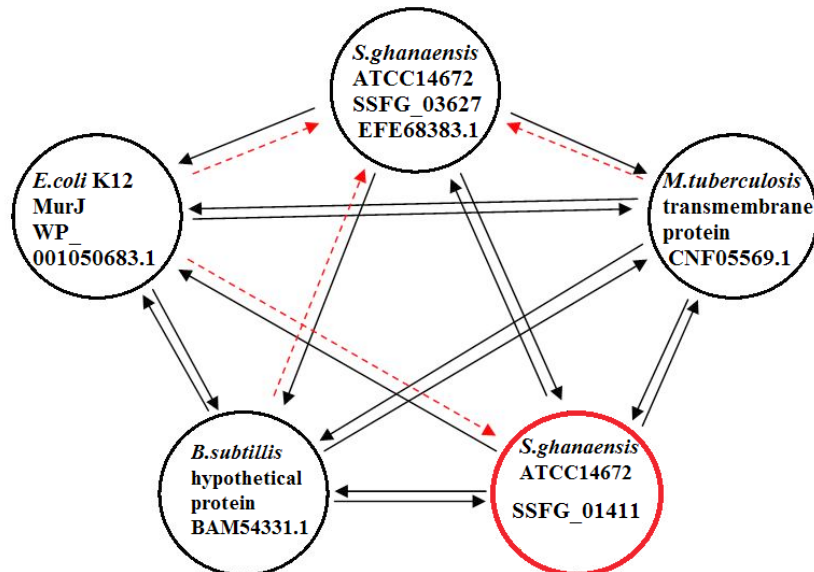 S.ghanaensis
ATCC14672
SSFG_03627
EFE68383.1
E.coli K12
MurJ
WP_
001050683.1
M.tuberculosis
transmembrane
protein
CNF05569.1
B.subtillis
hypothetical
protein
BAM54331.1
S.ghanaensis
ATCC14672
SSFG_01411